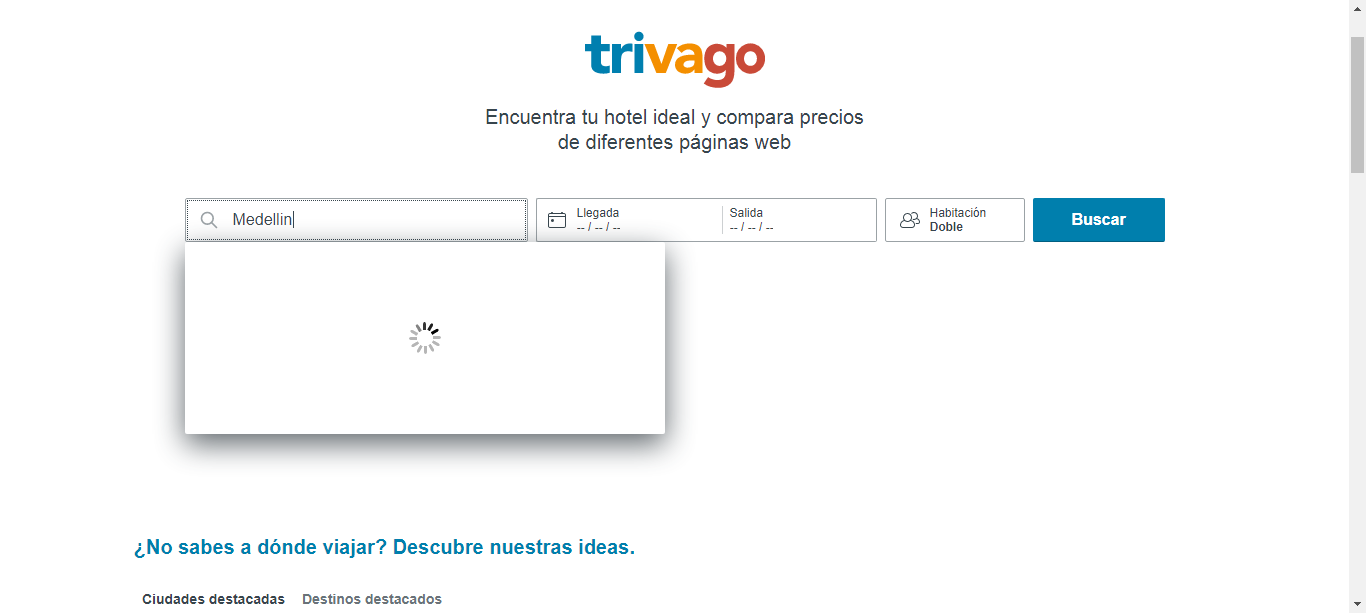 trivago
Encuentra tu hotel ideal y compara precios
de diferentes páginas web
Medellin
Llegada
-- / -- / --
Salida
-- / -- / --
Habitación
Doble
Buscar
¿No sabes a dónde viajar? Descubre nuestras ideas.
Ciudades destacadas
Destinos destacados